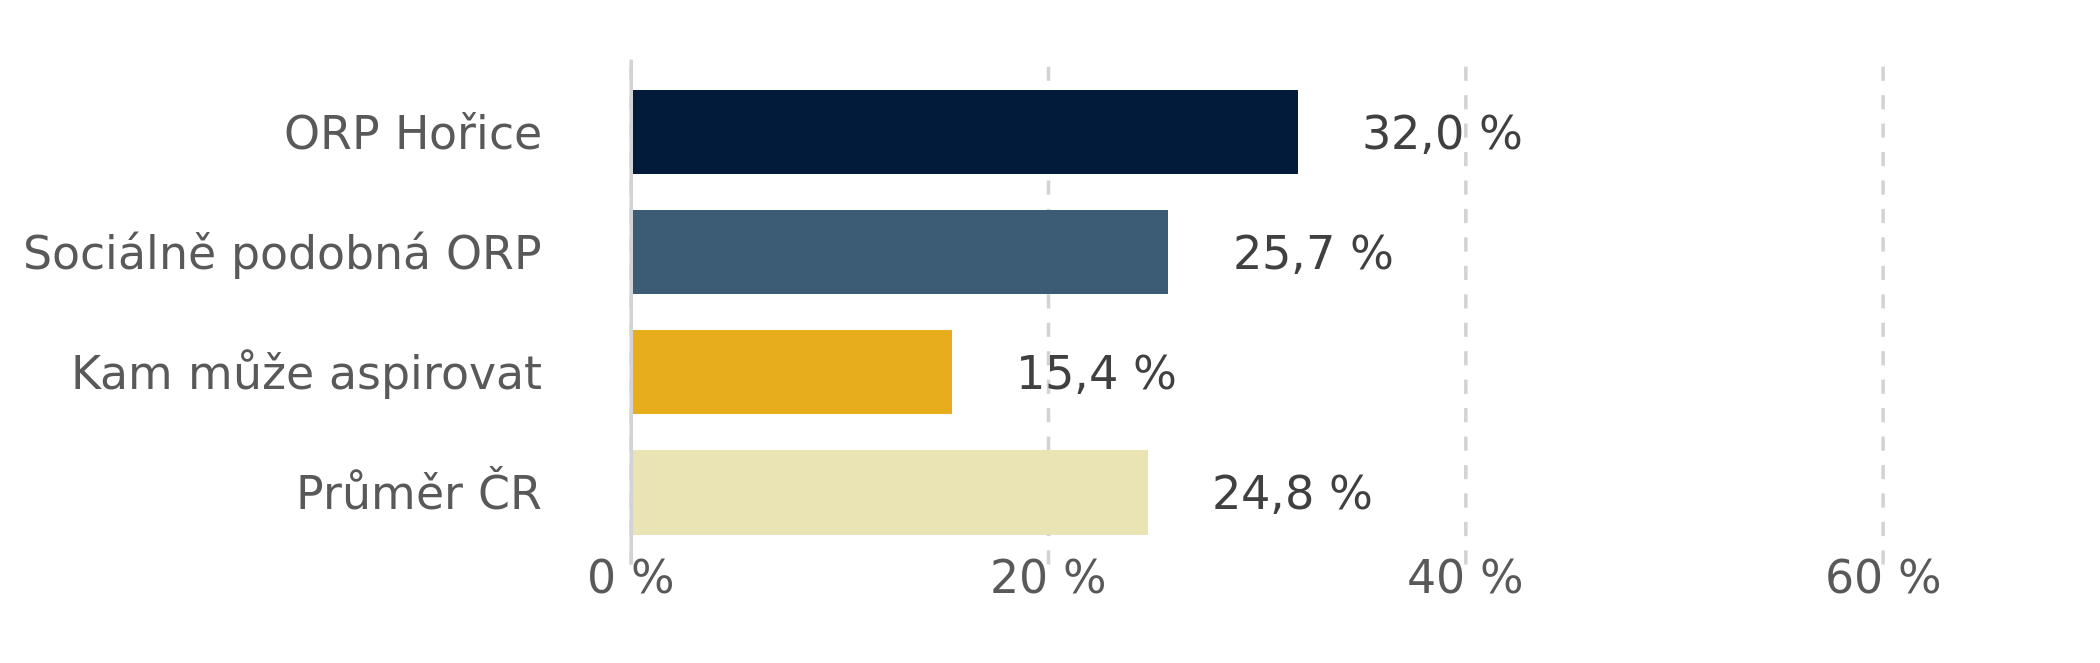 ORP Hořice 32,0 %
Sociálně podobná ORP 25,7 %
Kam může aspirovat 15,4 %
Průměr ČR 24,8 %
0 % 20 % 40 % 60 %